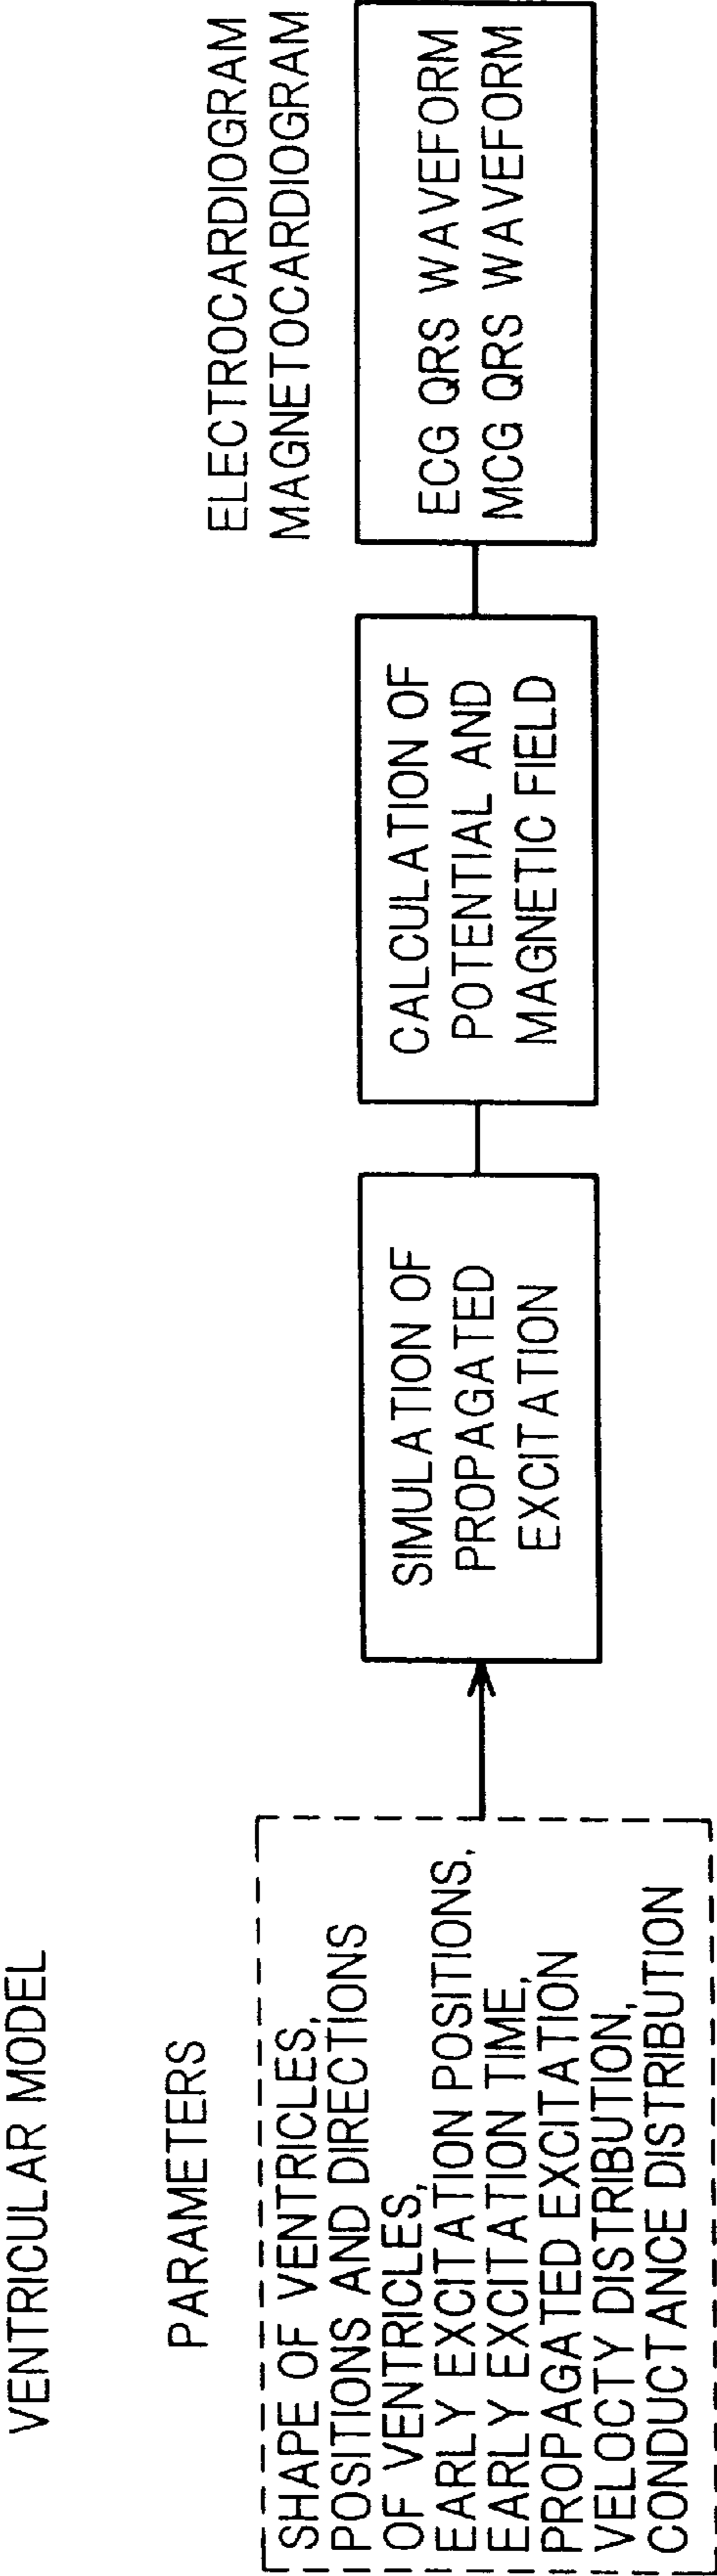 VENTRICULAR MODEL
PARAMETERS
SHAPE OF VENTRICLES,
POSITIONS AND DIRECTIONS
OF VENTRICLES,
EARLY EXCITATION POSITIONS,
EARLY EXCITATION TIME,
PROPAGATED EXCITATION
VELOCTY DISTRIBUTION,
CONDUCTANCE DISTRIBUTION
SIMULATION OF
PROPAGATED
EXCITATION
CALCULATION OF
POTENTIAL AND
MAGNETIC FIELD
ELECTROCARDIOGRAM
MAGNETOCARDIOGRAM
ECG QRS WAVEFORM
MCG QRS WAVEFORM